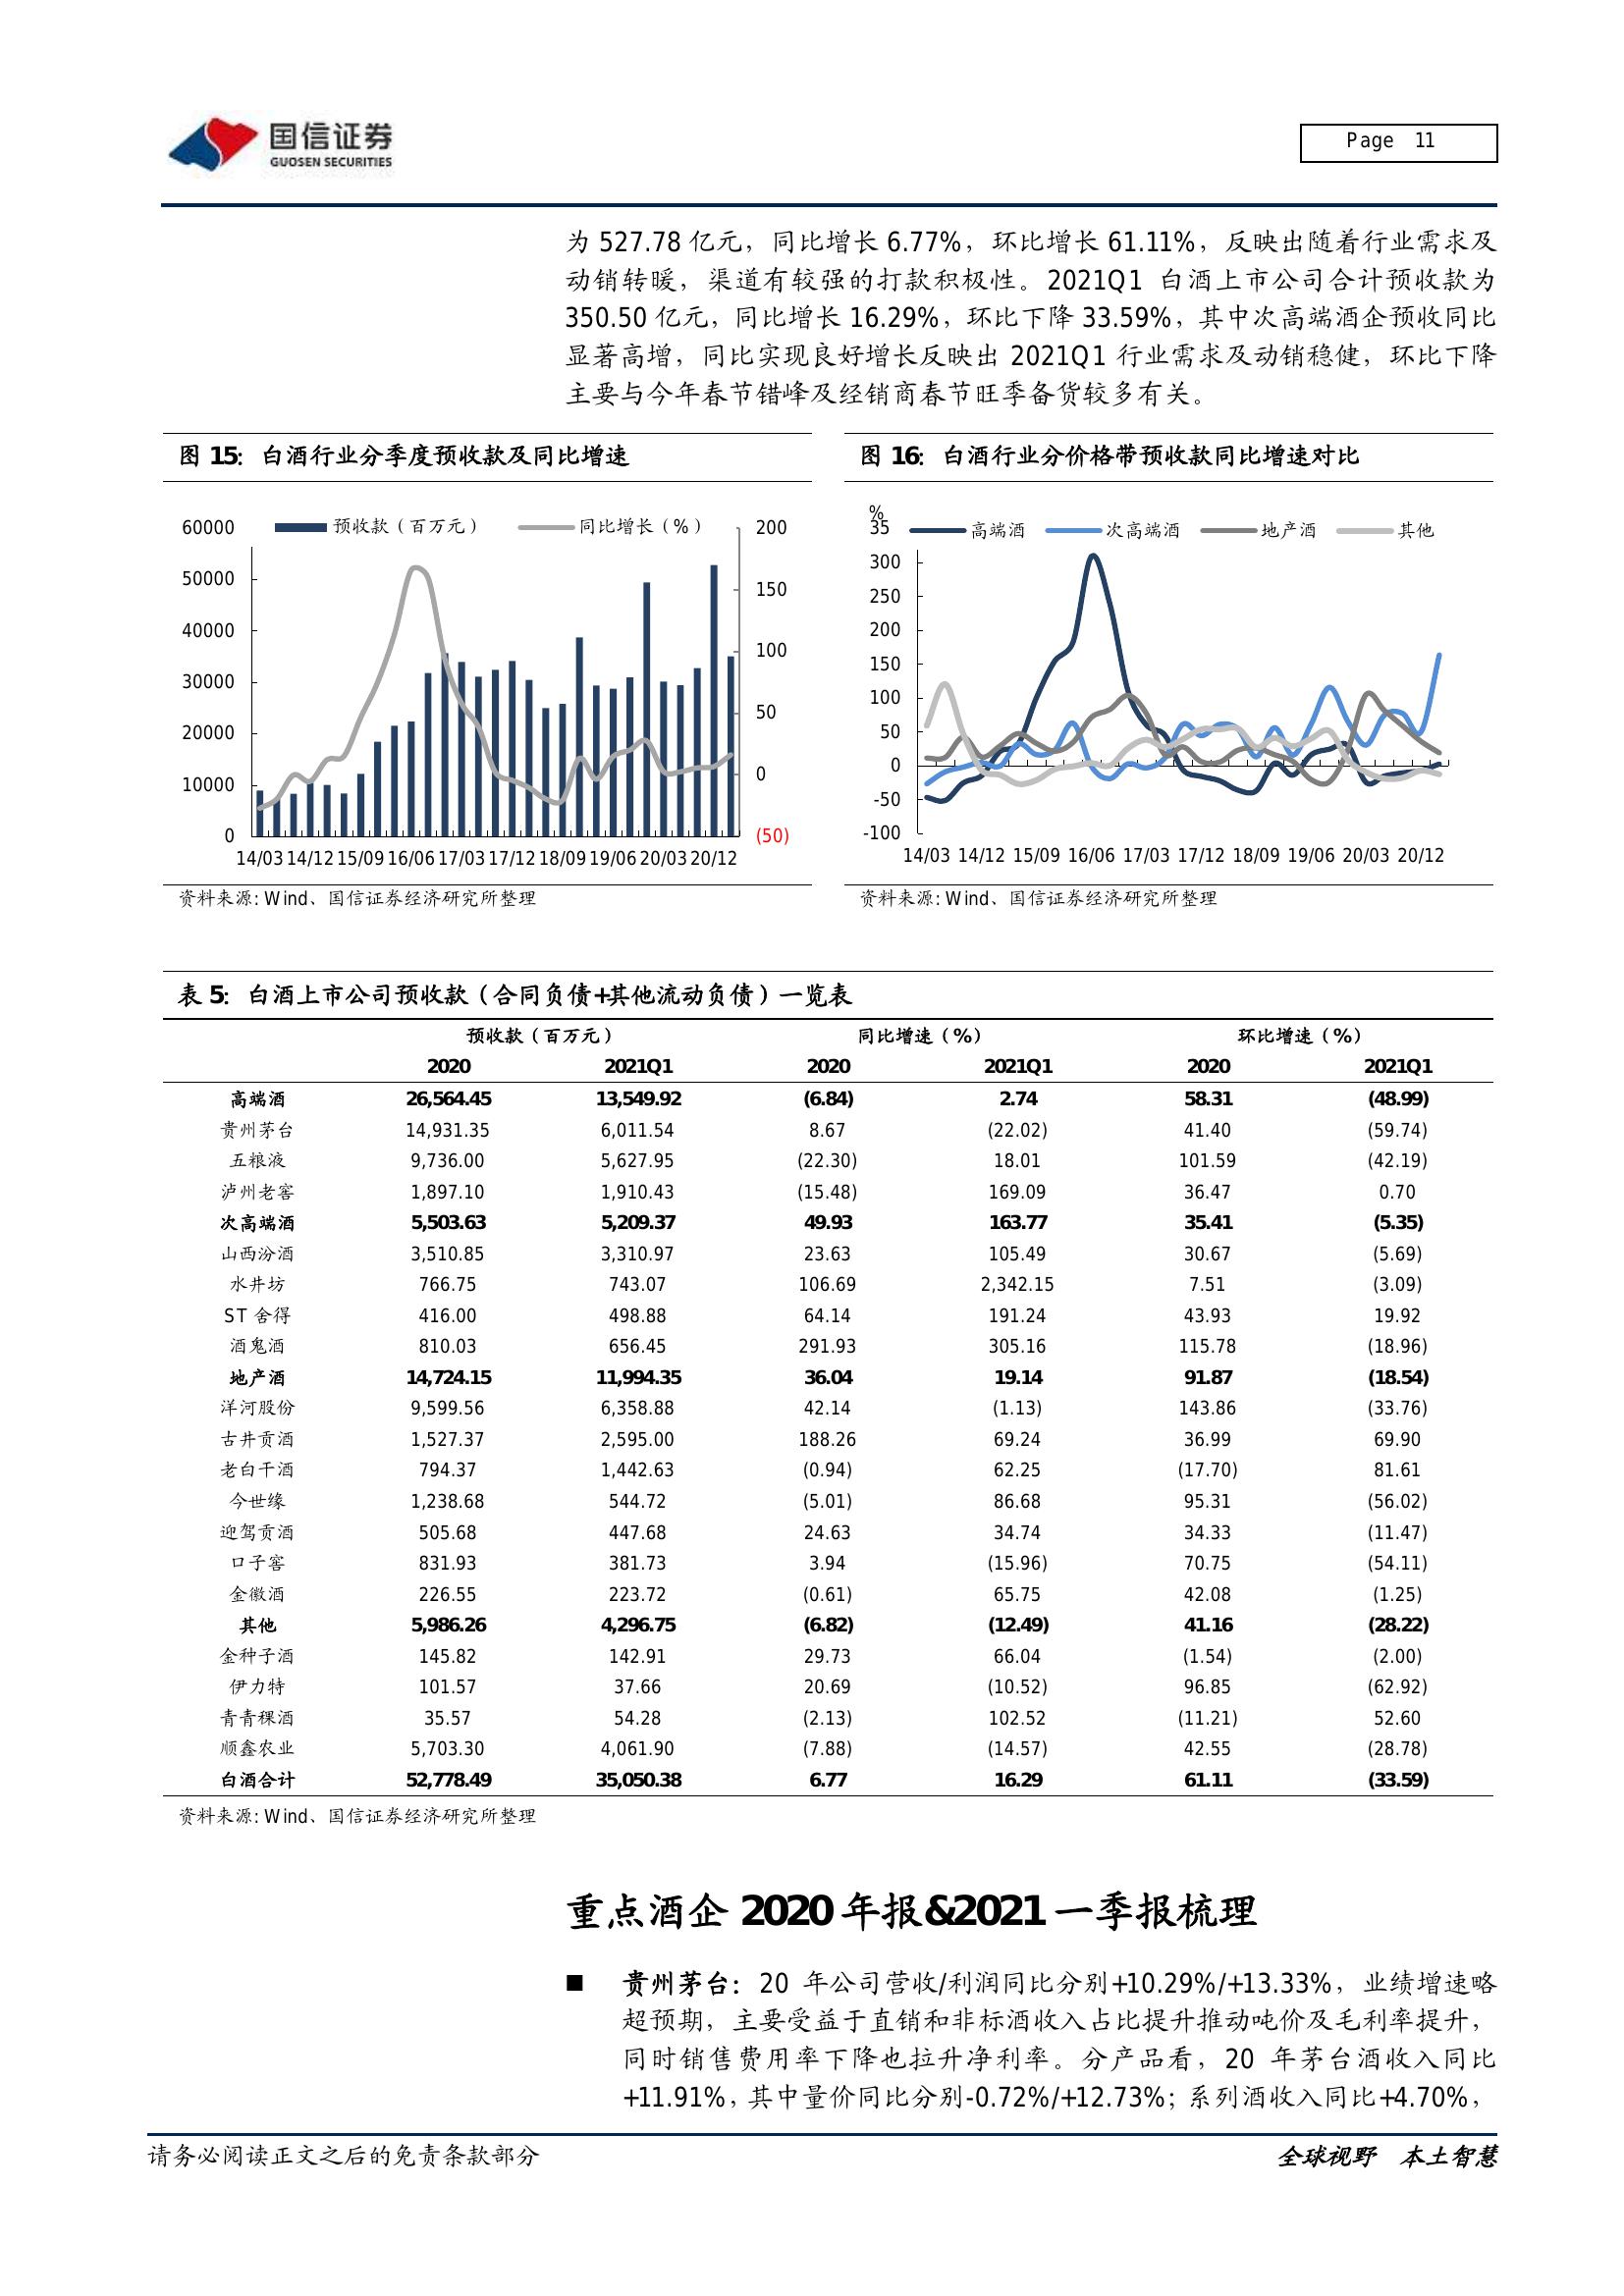 国信证券
GUOSEN SECURITIES
Page 11
为 527.78 亿元，同比增长 6.77%，环比增长 61.11%，反映出随着行业需求及
动销转暖，渠道有较强的打款积极性。2021Q1 白酒上市公司合计预收款为
350.50 亿元，同比增长 16.29%，环比下降 33.59%，其中次高端酒企预收同比
显著高增，同比实现良好增长反映出 2021Q1 行业需求及动销稳健，环比下降
主要与今年春节错峰及经销商春节旺季备货较多有关。
图 15：白酒行业分季度预收款及同比增速
预收款（百万元） 同比增长（%）
60000
50000
40000
30000
20000
10000
0
200
150
100
50
0
(50)
14/03 14/12 15/09 16/06 17/03 17/12 18/09 19/06 20/03 20/12
资料来源: Wind、国信证券经济研究所整理
图 16：白酒行业分价格带预收款同比增速对比
%
35
高端酒 次高端酒 地产酒 其他
300
250
200
150
100
50
0
-50
-100
14/03 14/12 15/09 16/06 17/03 17/12 18/09 19/06 20/03 20/12
资料来源: Wind、国信证券经济研究所整理
表 5：白酒上市公司预收款（合同负债+其他流动负债）一览表
预收款（百万元） 同比增速（%） 环比增速（%）
2020 2021Q1 2020 2021Q1 2020 2021Q1
高端酒 26,564.45 13,549.92 (6.84) 2.74 58.31 (48.99)
贵州茅台 14,931.35 6,011.54 8.67 (22.02) 41.40 (59.74)
五粮液 9,736.00 5,627.95 (22.30) 18.01 101.59 (42.19)
泸州老窖 1,897.10 1,910.43 (15.48) 169.09 36.47 0.70
次高端酒 5,503.63 5,209.37 49.93 163.77 35.41 (5.35)
山西汾酒 3,510.85 3,310.97 23.63 105.49 30.67 (5.69)
水井坊 766.75 743.07 106.69 2,342.15 7.51 (3.09)
ST 舍得 416.00 498.88 64.14 191.24 43.93 19.92
酒鬼酒 810.03 656.45 291.93 305.16 115.78 (18.96)
地产酒 14,724.15 11,994.35 36.04 19.14 91.87 (18.54)
洋河股份 9,599.56 6,358.88 42.14 (1.13) 143.86 (33.76)
古井贡酒 1,527.37 2,595.00 188.26 69.24 36.99 69.90
老白干酒 794.37 1,442.63 (0.94) 62.25 (17.70) 81.61
今世缘 1,238.68 544.72 (5.01) 86.68 95.31 (56.02)
迎驾贡酒 505.68 447.68 24.63 34.74 34.33 (11.47)
口子窖 831.93 381.73 3.94 (15.96) 70.75 (54.11)
金徽酒 226.55 223.72 (0.61) 65.75 42.08 (1.25)
其他 5,986.26 4,296.75 (6.82) (12.49) 41.16 (28.22)
金种子酒 145.82 142.91 29.73 66.04 (1.54) (2.00)
伊力特 101.57 37.66 20.69 (10.52) 96.85 (62.92)
青青稞酒 35.57 54.28 (2.13) 102.52 (11.21) 52.60
顺鑫农业 5,703.30 4,061.90 (7.88) (14.57) 42.55 (28.78)
白酒合计 52,778.49 35,050.38 6.77 16.29 61.11 (33.59)
资料来源: Wind、国信证券经济研究所整理
重点酒企 2020 年报&2021 一季报梳理
■ 贵州茅台：20 年公司营收/利润同比分别+10.29%/+13.33%，业绩增速略
超预期，主要受益于直销和非标酒收入占比提升推动吨价及毛利率提升，
同时销售费用率下降也拉升净利率。分产品看，20 年茅台酒收入同比
+11.91%，其中量价同比分别-0.72%/+12.73%；系列酒收入同比+4.70%，
请务必阅读正文之后的免责条款部分
全球视野 本土智慧